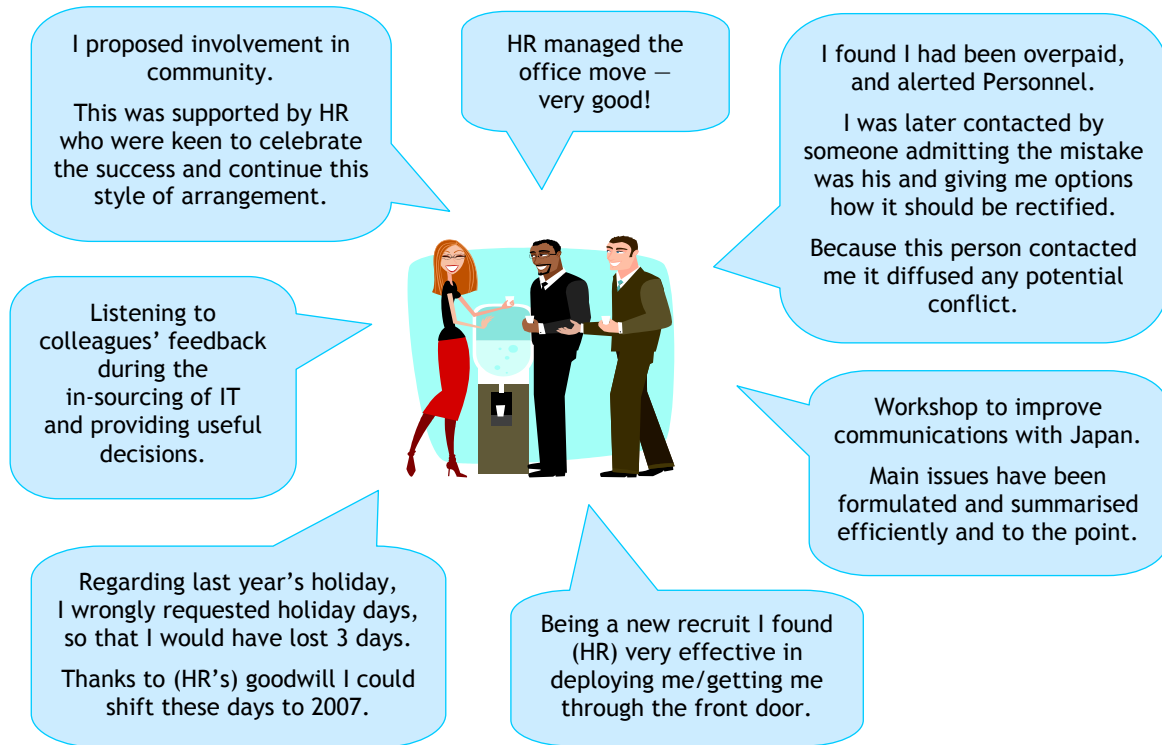 I proposed involvement in
community.
This was supported by HR
who were keen to celebrate
the success and continue this
style of arrangement.
HR managed the
office move —
very good!
I found I had been overpaid,
and alerted Personnel.
I was later contacted by
someone admitting the mistake
was his and giving me options
how it should be rectified.
Because this person contacted
me it diffused any potential
conflict.
Listening to
colleagues’ feedback
during the
in-sourcing of IT
and providing useful
decisions.
Workshop to improve
communications with Japan.
Main issues have been
formulated and summarised
efficiently and to the point.
Regarding last year’s holiday,
I wrongly requested holiday days,
so that I would have lost 3 days.
Thanks to (HR’s) goodwill I could
shift these days to 2007.
Being a new recruit I found
(HR) very effective in
deploying me/getting me
through the front door.